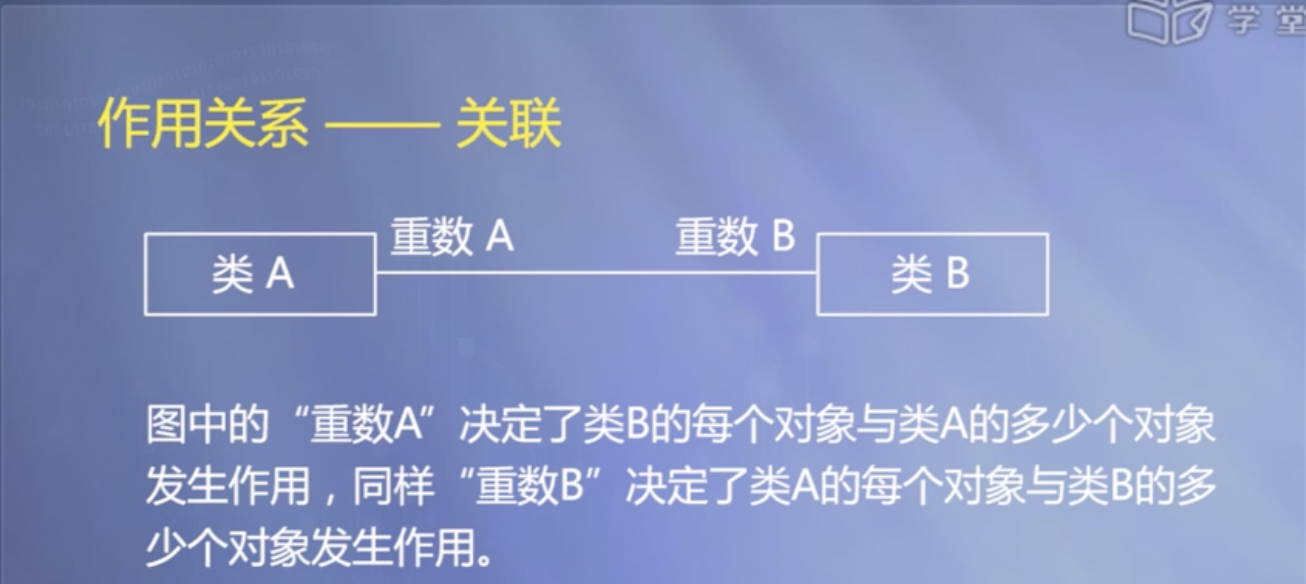 学堂
作用关系 —— 关联
重数 A 重数 B
类 A 类 B
图中的“重数A”决定了类B的每个对象与类A的多少个对象
发生作用，同样“重数B”决定了类A的每个对象与类B的多
少个对象发生作用。